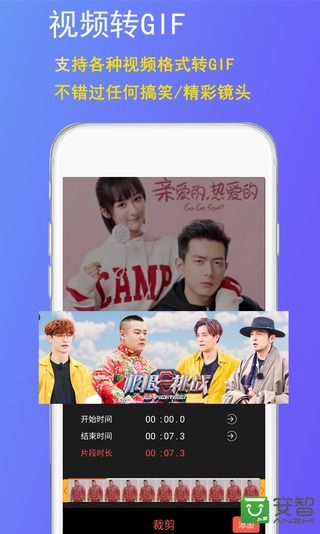 视频转GIF
支持各种视频格式转GIF
不错过任何搞笑/精彩镜头
亲爱的,热爱的
Go Go Squid!
CAMP
极限挑战
开始时间 00 :00.0
结束时间 00 :07.3
片段时长 00 :07.3
裁剪
添加
安智
ANZHI